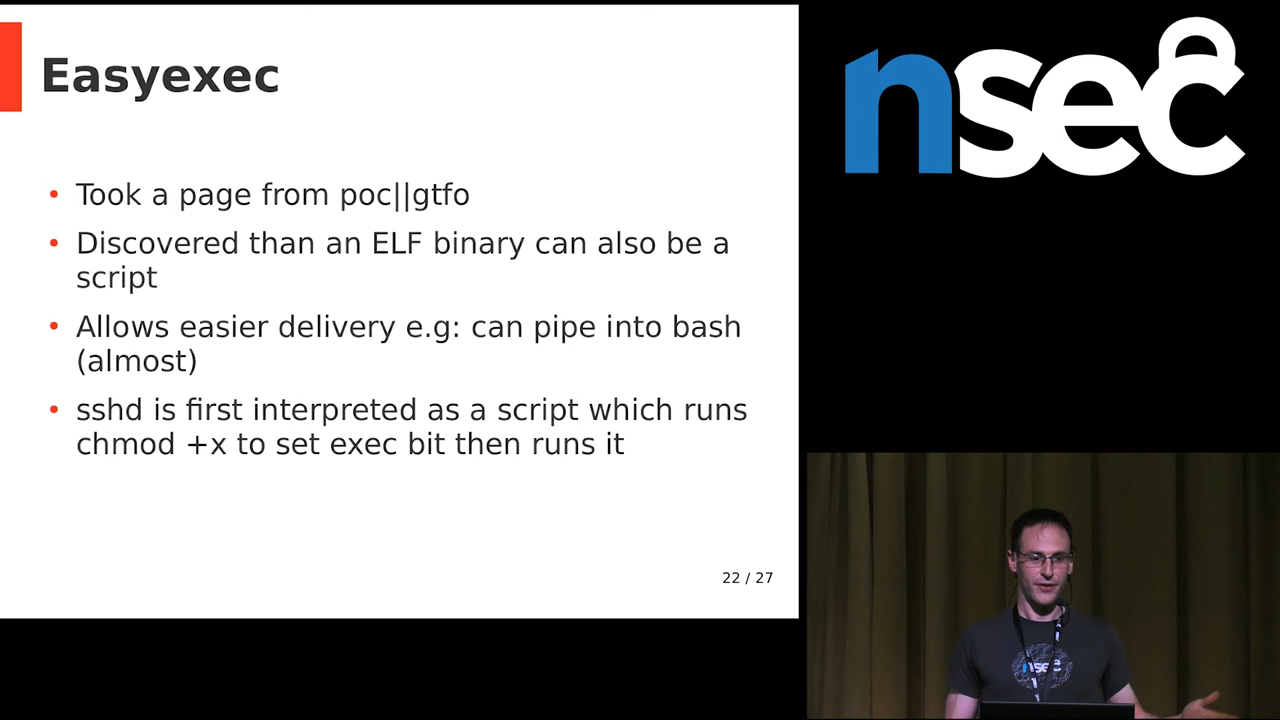 Easyexec
• Took a page from poc||gtfo
• Discovered than an ELF binary can also be a
script
• Allows easier delivery e.g: can pipe into bash
(almost)
• sshd is first interpreted as a script which runs
chmod +x to set exec bit then runs it
22 / 27
nsec
nsec